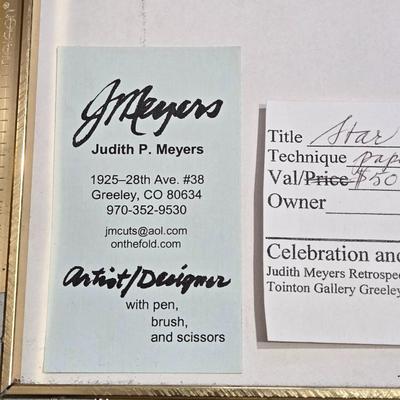 JMeyers
Judith P. Meyers
1925–28th Ave. #38
Greeley, CO 80634
970-352-9530
jmcuts@aol.com
onthefold.com
Artist/Designer
with pen,
brush,
and scissors
Title Star
Technique pap
Val/Price $50
Owner
Celebration and
Judith Meyers Retrospe
Tointon Gallery Greeley